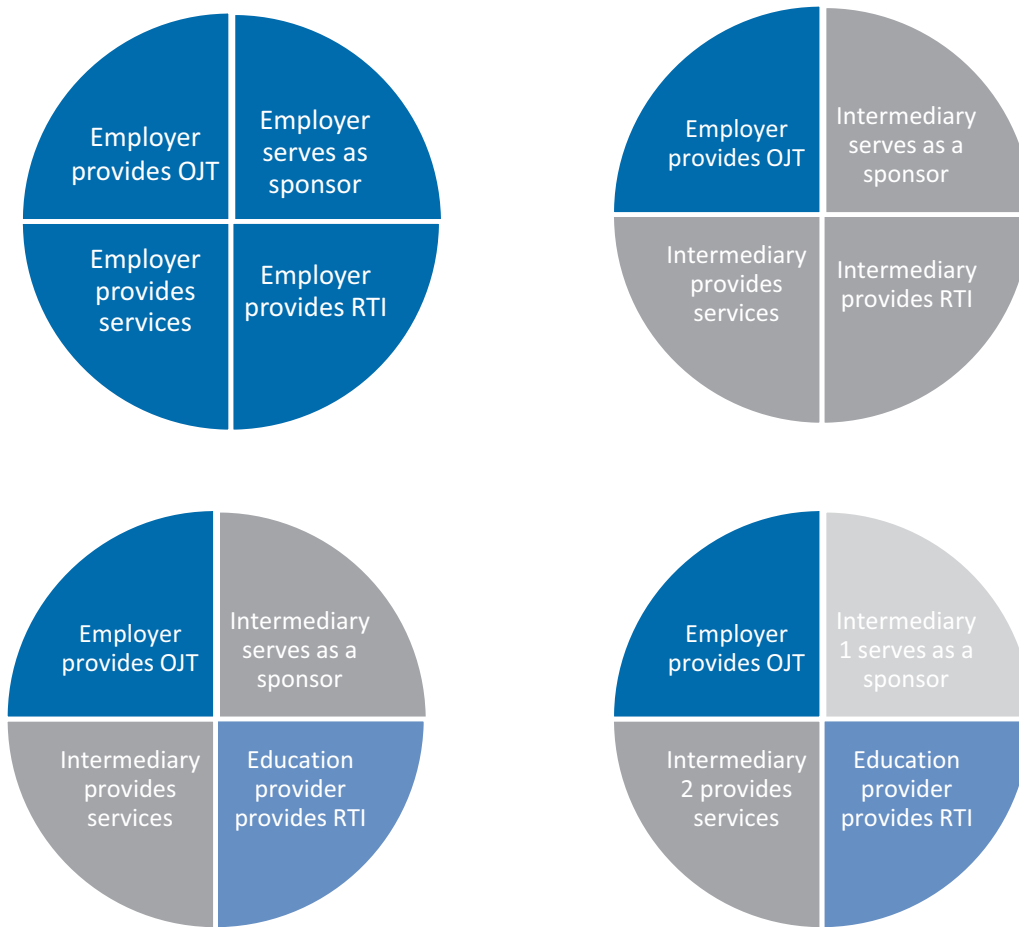 Employer
provides OJT
Employer
serves as
sponsor
Employer
provides
services
Employer
provides RTI
Employer
provides OJT
Intermediary
serves as a
sponsor
Intermediary
provides
services
Intermediary
provides RTI
Employer
provides OJT
Intermediary
serves as a
sponsor
Intermediary
provides
services
Education
provider
provides RTI
Employer
provides OJT
Intermediary
1 serves as a
sponsor
Intermediary
2 provides
services
Education
provider
provides RTI